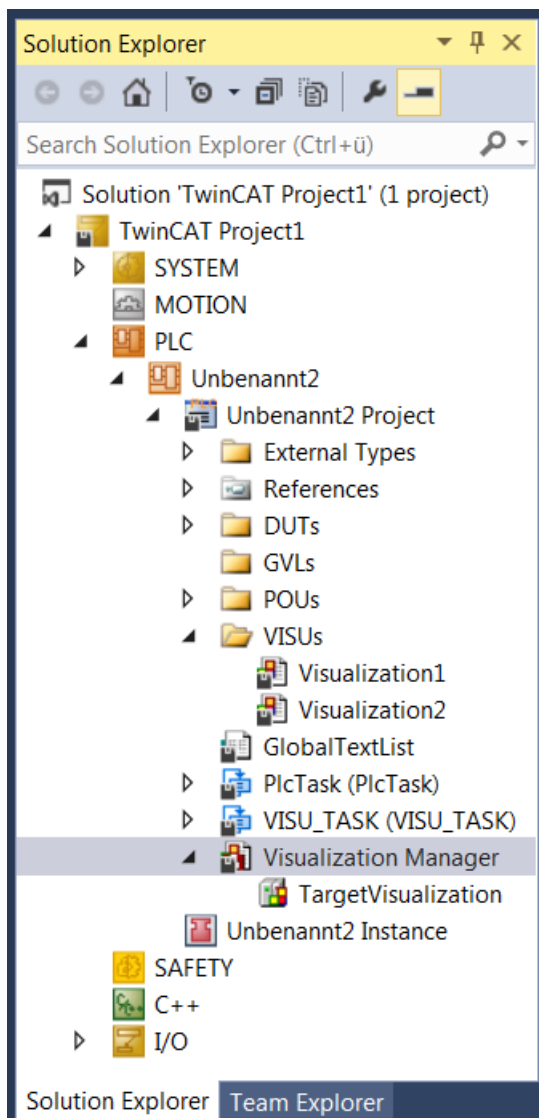 Solution Explorer
Search Solution Explorer (Ctrl+ü)
Solution 'TwinCAT Project1' (1 project)
TwinCAT Project1
SYSTEM
MOTION
PLC
Unbenannt2
Unbenannt2 Project
External Types
References
DUTs
GVLs
POUs
VISUs
Visualization1
Visualization2
GlobalTextList
PlcTask (PlcTask)
VISU_TASK (VISU_TASK)
Visualization Manager
TargetVisualization
Unbenannt2 Instance
SAFETY
C++
I/O
Solution Explorer Team Explorer